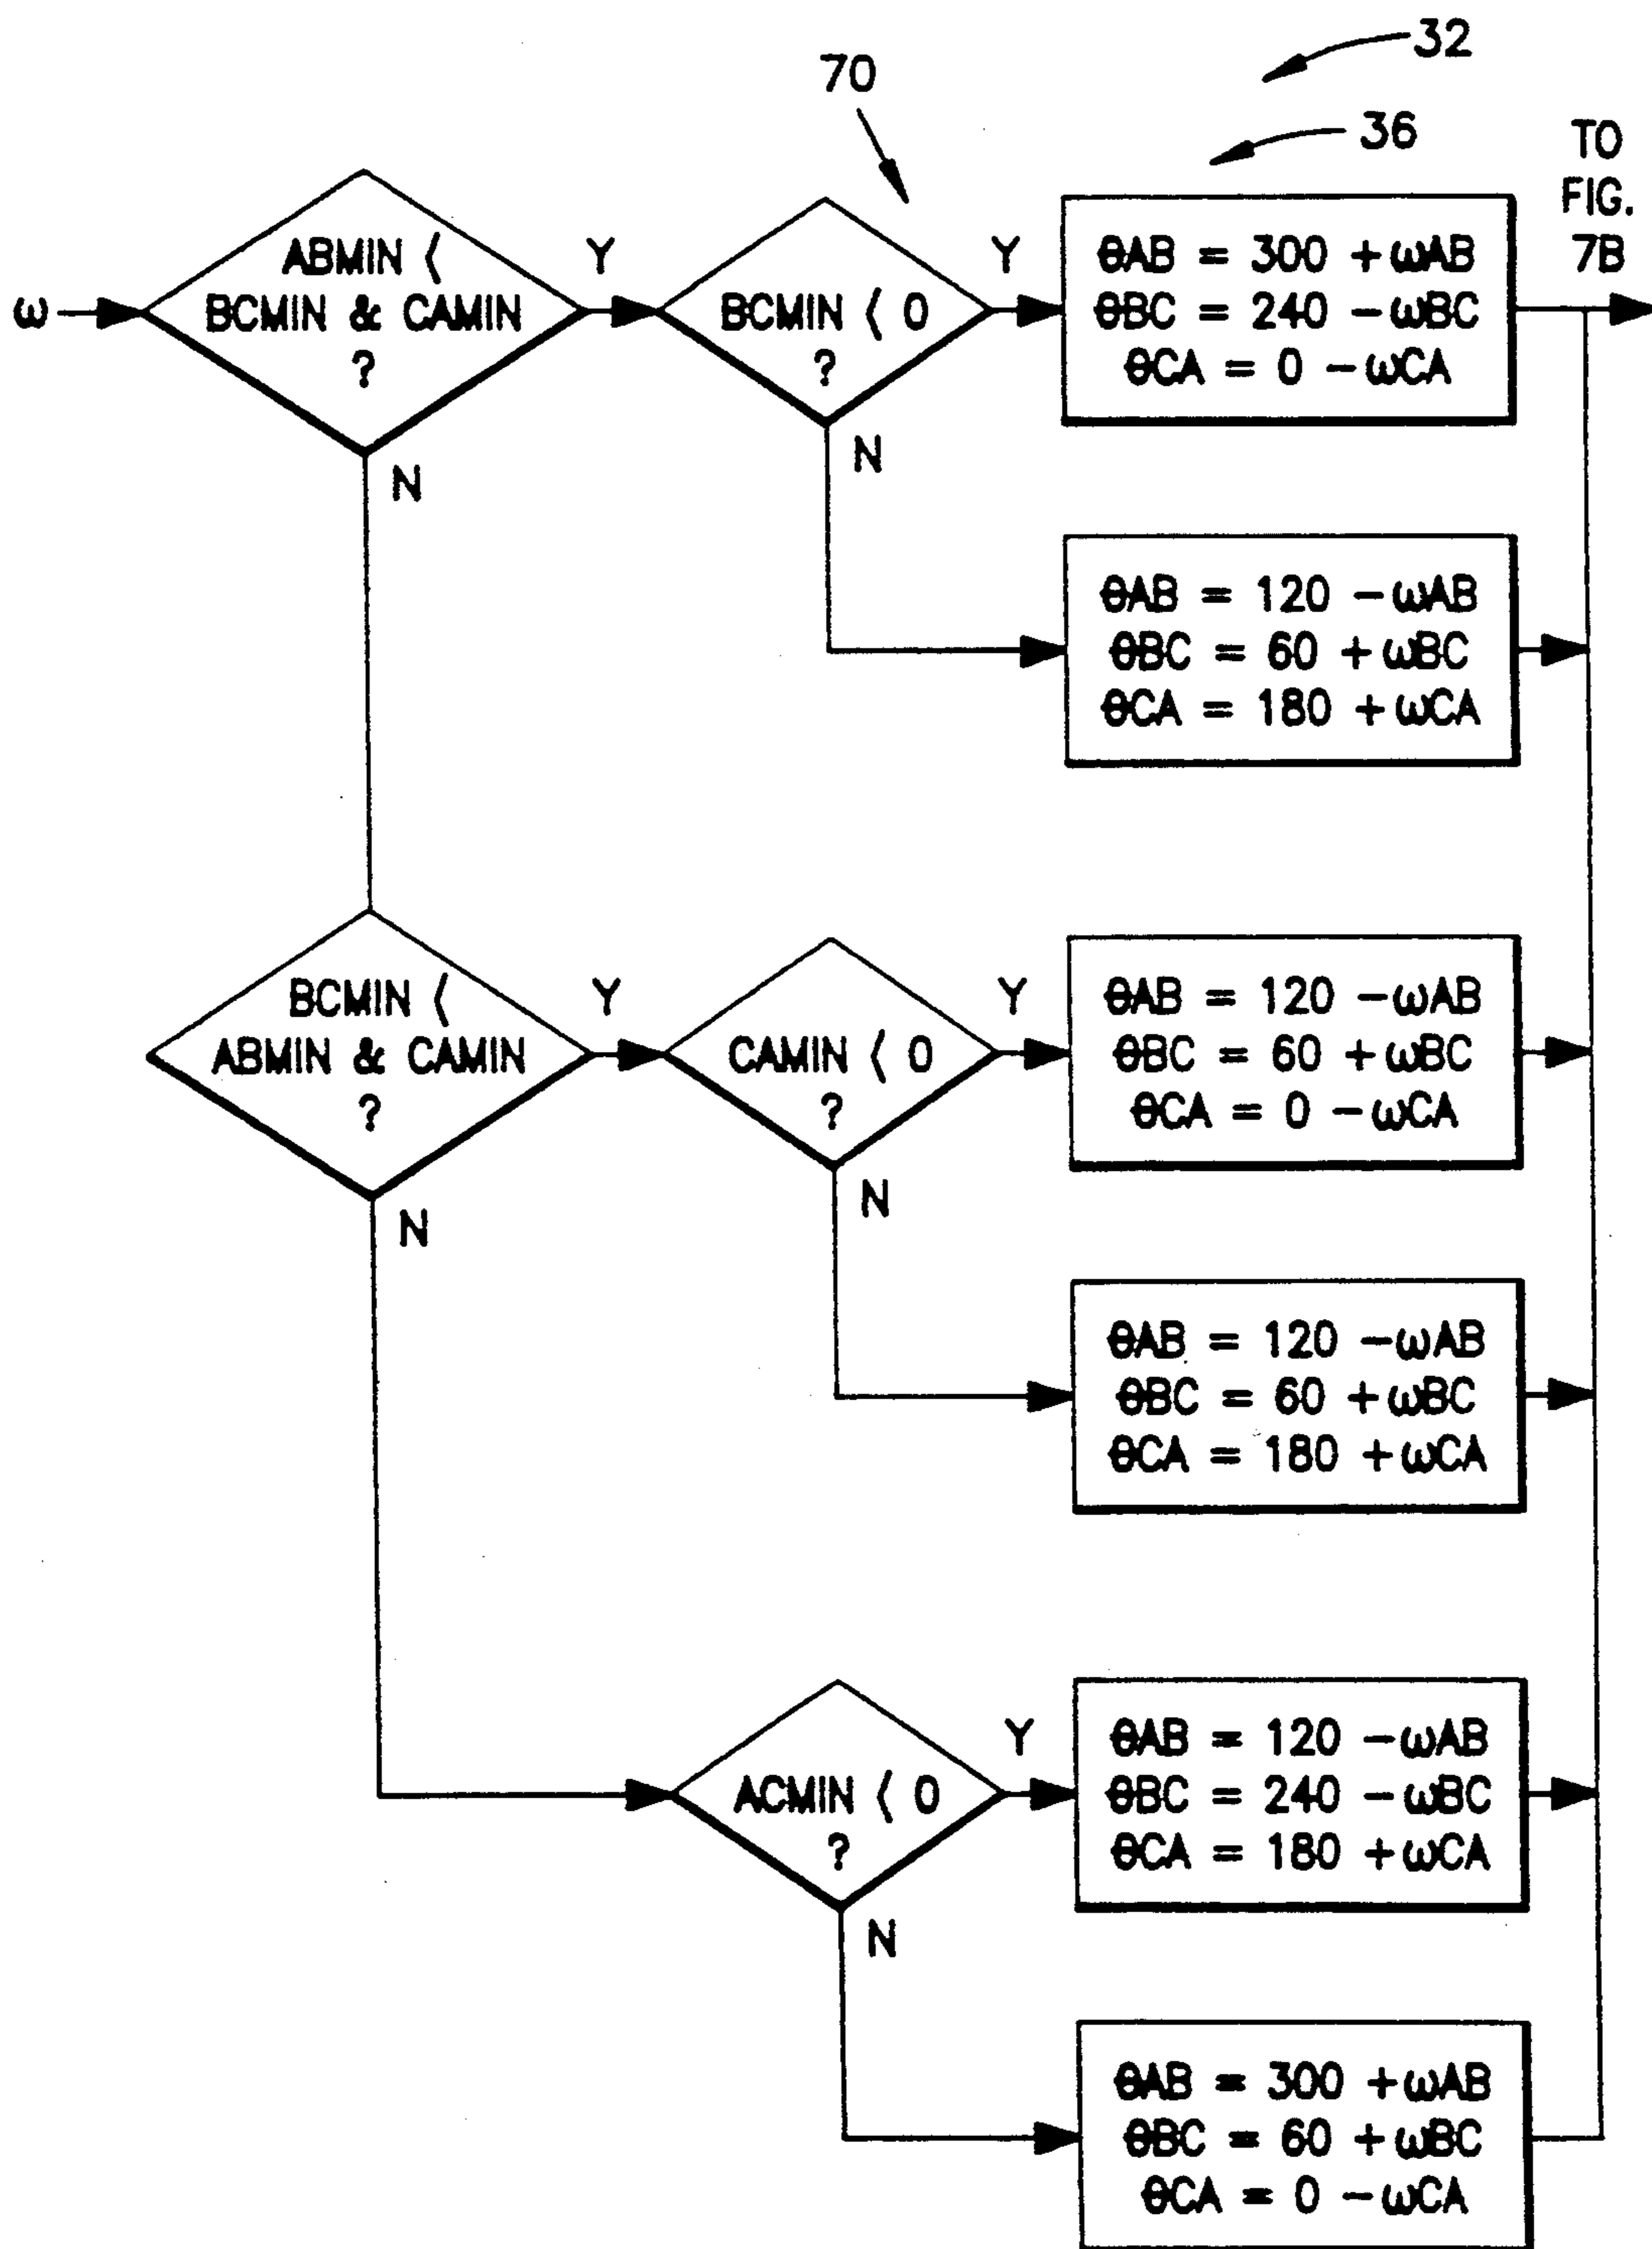 32
70
36
TO
FIG.
7B
ω
ABMIN <
BCMIN & CAMIN
?
Y
N
BCMIN < 0
?
Y
N
θAB = 300 + ωAB
θBC = 240 - ωBC
θCA = 0 - ωCA
θAB = 120 - ωAB
θBC = 60 + ωBC
θCA = 180 + ωCA
BCMIN <
ABMIN & CAMIN
?
Y
N
CAMIN < 0
?
Y
N
θAB = 120 - ωAB
θBC = 60 + ωBC
θCA = 0 - ωCA
θAB = 120 - ωAB
θBC = 60 + ωBC
θCA = 180 + ωCA
ACMIN < 0
?
Y
N
θAB = 120 - ωAB
θBC = 240 - ωBC
θCA = 180 + ωCA
θAB = 300 + ωAB
θBC = 60 + ωBC
θCA = 0 - ωCA